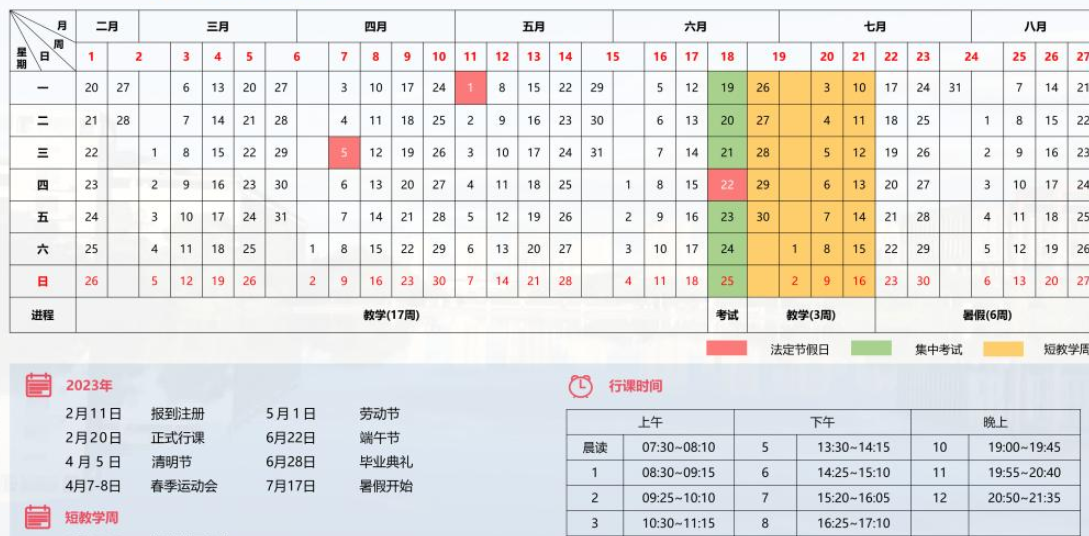 月 二月 三月 四月 五月 六月 七月 八月
周
星期 日 1 2 3 4 5 6 7 8 9 10 11 12 13 14 15 16 17 18 19 20 21 22 23 24 25 26 27
一 20 27 6 13 20 27 3 10 17 24 1 8 15 22 29 5 12 19 26 3 10 17 24 31 7 14 21
二 21 28 7 14 21 28 4 11 18 25 2 9 16 23 30 6 13 20 27 4 11 18 25 1 8 15 22
三 22 1 8 15 22 29 5 12 19 26 3 10 17 24 31 7 14 21 28 5 12 19 26 2 9 16 23
四 23 2 9 16 23 30 6 13 20 27 4 11 18 25 1 8 15 22 29 6 13 20 27 3 10 17 24
五 24 3 10 17 24 31 7 14 21 28 5 12 19 26 2 9 16 23 30 7 14 21 28 4 11 18 25
六 25 4 11 18 25 1 8 15 22 29 6 13 20 27 3 10 17 24 1 8 15 22 29 5 12 19 26
日 26 5 12 19 26 2 9 16 23 30 7 14 21 28 4 11 18 25 2 9 16 23 30 6 13 20 27
进程 教学(17周) 考试 教学(3周) 暑假(6周)
法定节假日 集中考试 短教学周
2023年
2月11日 报到注册 5月1日 劳动节
2月20日 正式行课 6月22日 端午节
4月5日 清明节 6月28日 毕业典礼
4月7-8日 春季运动会 7月17日 暑假开始
短教学周
行课时间
上午 下午 晚上
晨读 07:30~08:10 5 13:30~14:15 10 19:00~19:45
1 08:30~09:15 6 14:25~15:10 11 19:55~20:40
2 09:25~10:10 7 15:20~16:05 12 20:50~21:35
3 10:30~11:15 8 16:25~17:10